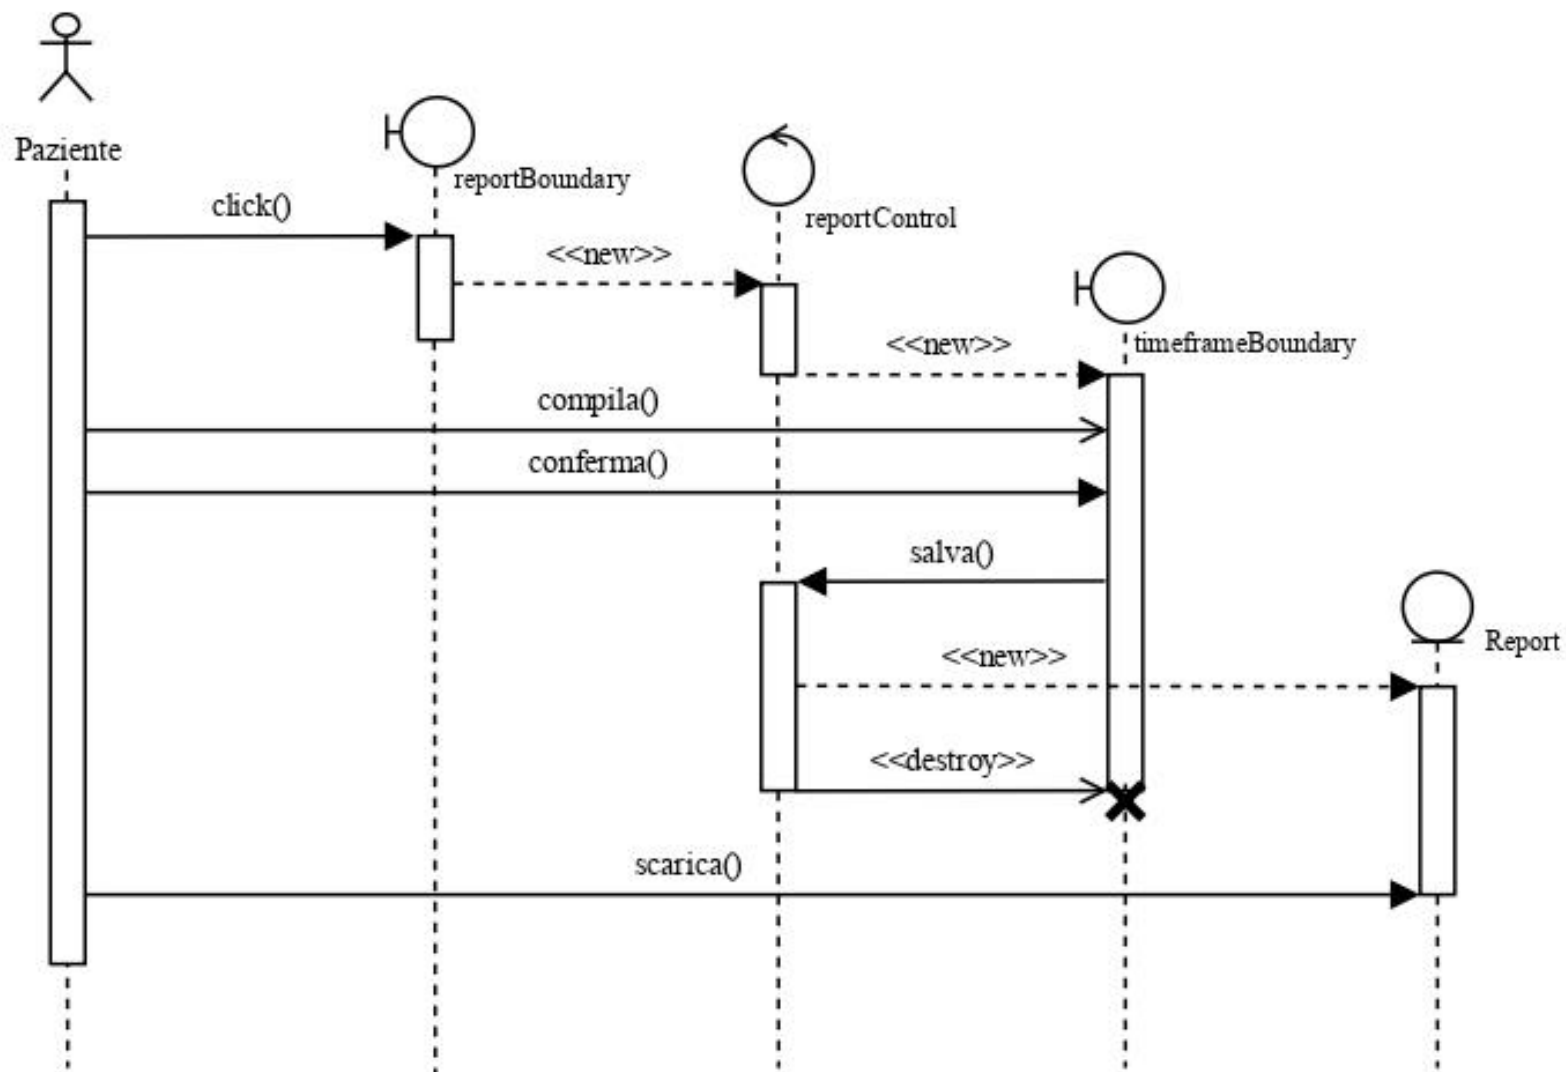 Paziente
reportBoundary
click()
reportControl
<<new>>
timeframeBoundary
<<new>>
compila()
conferma()
salva()
Report
<<new>>
<<destroy>>
scarica()